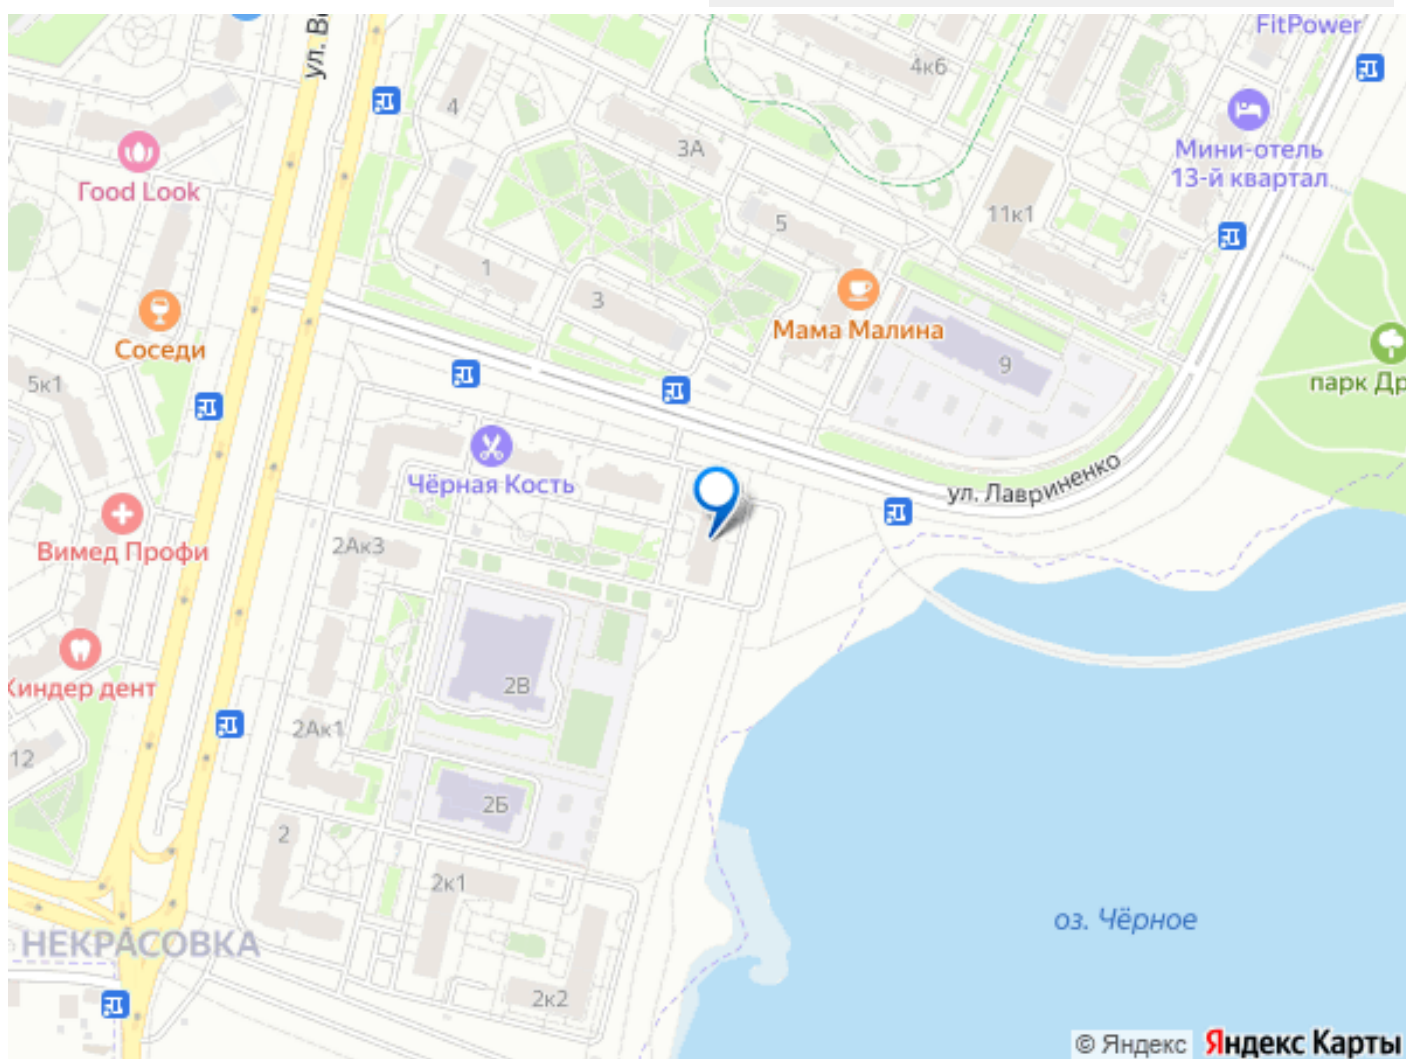 FitPower
ул. Во
4к6
4
Мини-отель
13-й квартал
3А
Food Look
11к1
5
1
3
Мама Малина
Соседи
9
5к1
парк Др
Чёрная Кость
ул. Лавриненко
Вимед Профи
2Ак3
Киндер дент
2В
2Ак1
12
2Б
2
2к1
оз. Чёрное
НЕКРАСОВКА
2к2
© Яндекс Яндекс Карты